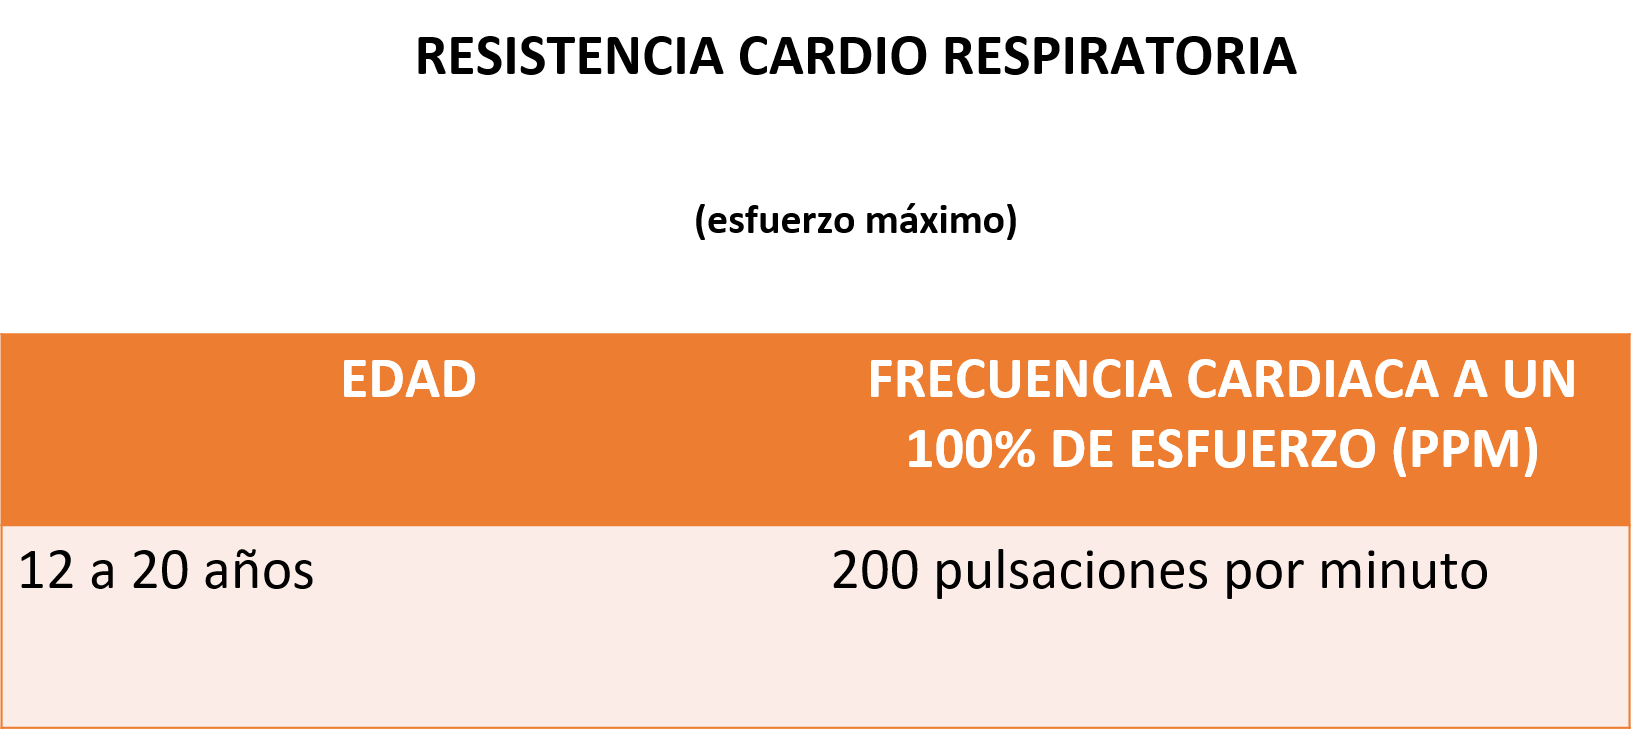 RESISTENCIA CARDIO RESPIRATORIA
(esfuerzo máximo)
EDAD
FRECUENCIA CARDIACA A UN
100% DE ESFUERZO (PPM)
12 a 20 años
200 pulsaciones por minuto